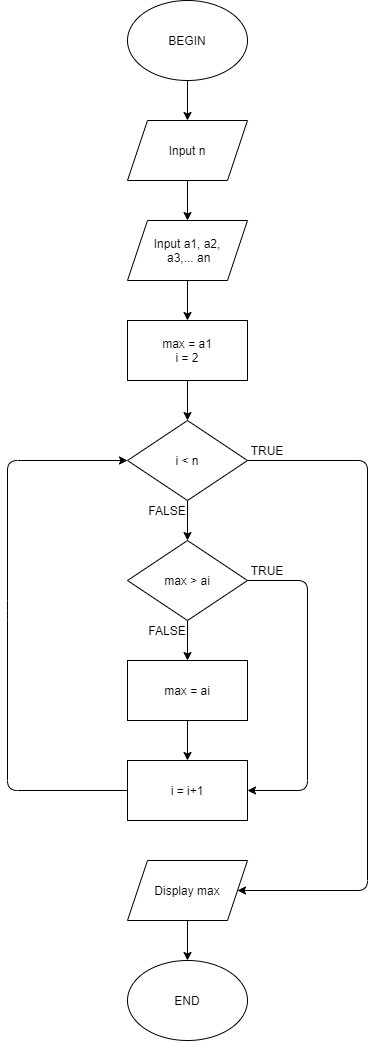 BEGIN
Input n
Input a1, a2,
a3,... an
max = a1
i = 2
i < n
TRUE
FALSE
max > ai
TRUE
FALSE
max = ai
i = i+1
Display max
END